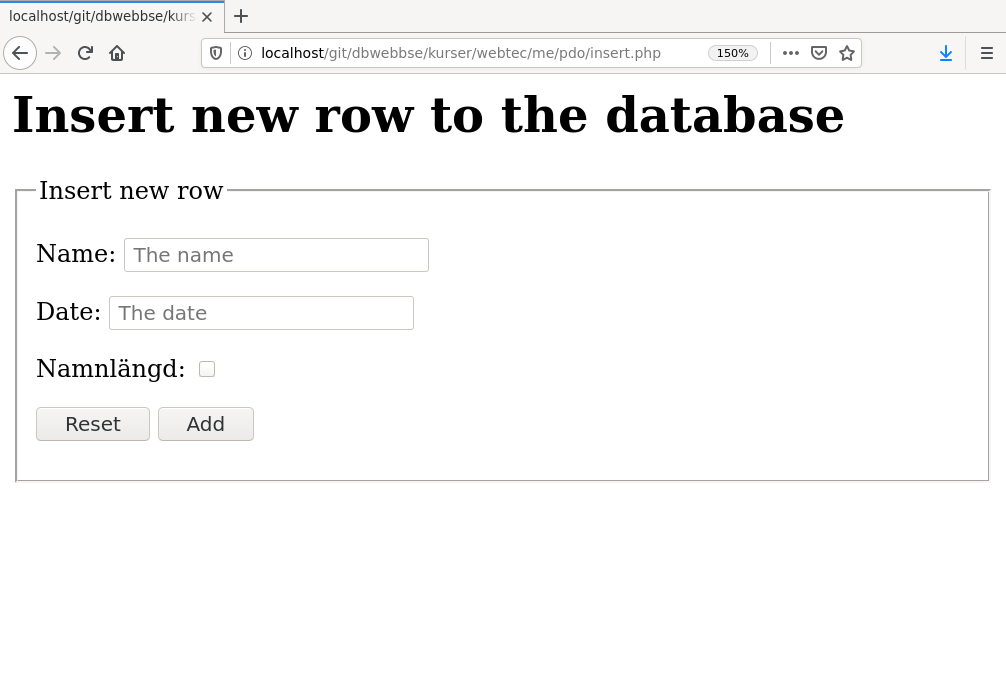 localhost/git/dbwebbse/kurs
localhost/git/dbwebbse/kurser/webtec/me/pdo/insert.php 150%
Insert new row to the database
Insert new row
Name: The name
Date: The date
Namnlängd:
Reset Add